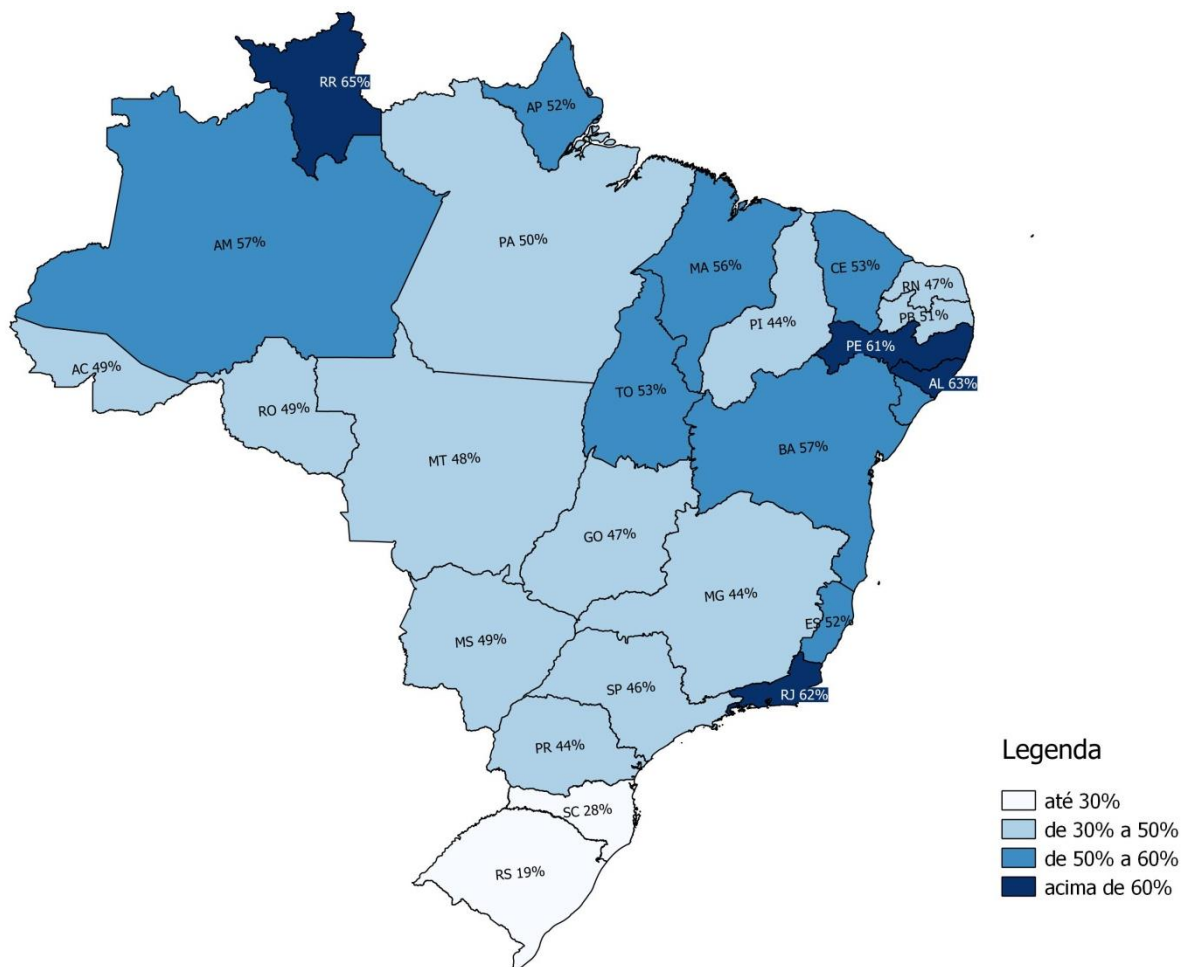 RR 65%
AP 52%
AM 57%
PA 50%
MA 56%
CE 53%
RN 47%
PB 51%
PI 44%
PE 61%
AC 49%
AL 63%
TO 53%
RO 49%
BA 57%
MT 48%
GO 47%
MG 44%
ES 52%
MS 49%
SP 46%
RJ 62%
PR 44%
SC 28%
RS 19%
Legenda
até 30%
de 30% a 50%
de 50% a 60%
acima de 60%